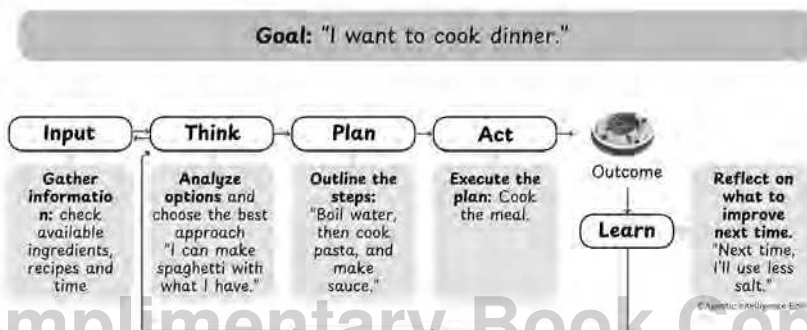 Goal: "I want to cook dinner."
Input
Think
Plan
Act
Outcome
Learn
Gather
informatio
n: check
available
ingredients,
recipes and
time
Analyze
options and
choose the best
approach
"I can make
spaghetti with
what I have."
Outline the
steps:
"Boil water,
then cook
pasta, and
make
sauce."
Execute the
plan: Cook
the meal.
Reflect on
what to
improve
next time.
"Next time,
I'll use less
salt."
©Agentic Intelligence
mplimentary Book Con